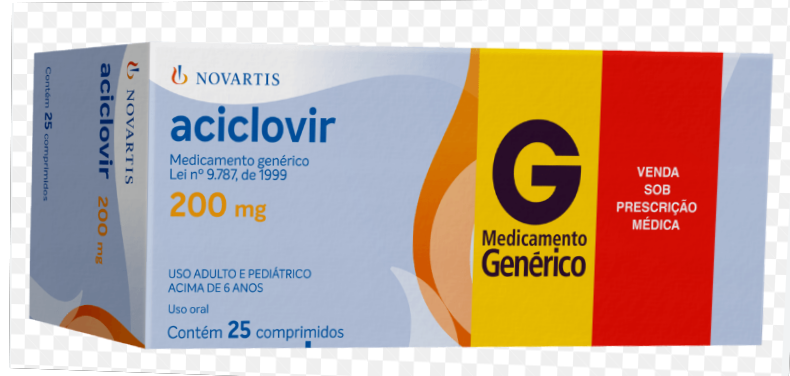 Contém 25 comprimidos
aciclovir
200 mg
NOVARTIS
NOVARTIS
aciclovir
Medicamento genérico
Lei nº 9.787, de 1999
200 mg
USO ADULTO E PEDIÁTRICO
ACIMA DE 6 ANOS
Uso oral
Contém 25 comprimidos
G
Medicamento
Genérico
VENDA
SOB
PRESCRIÇÃO
MÉDICA